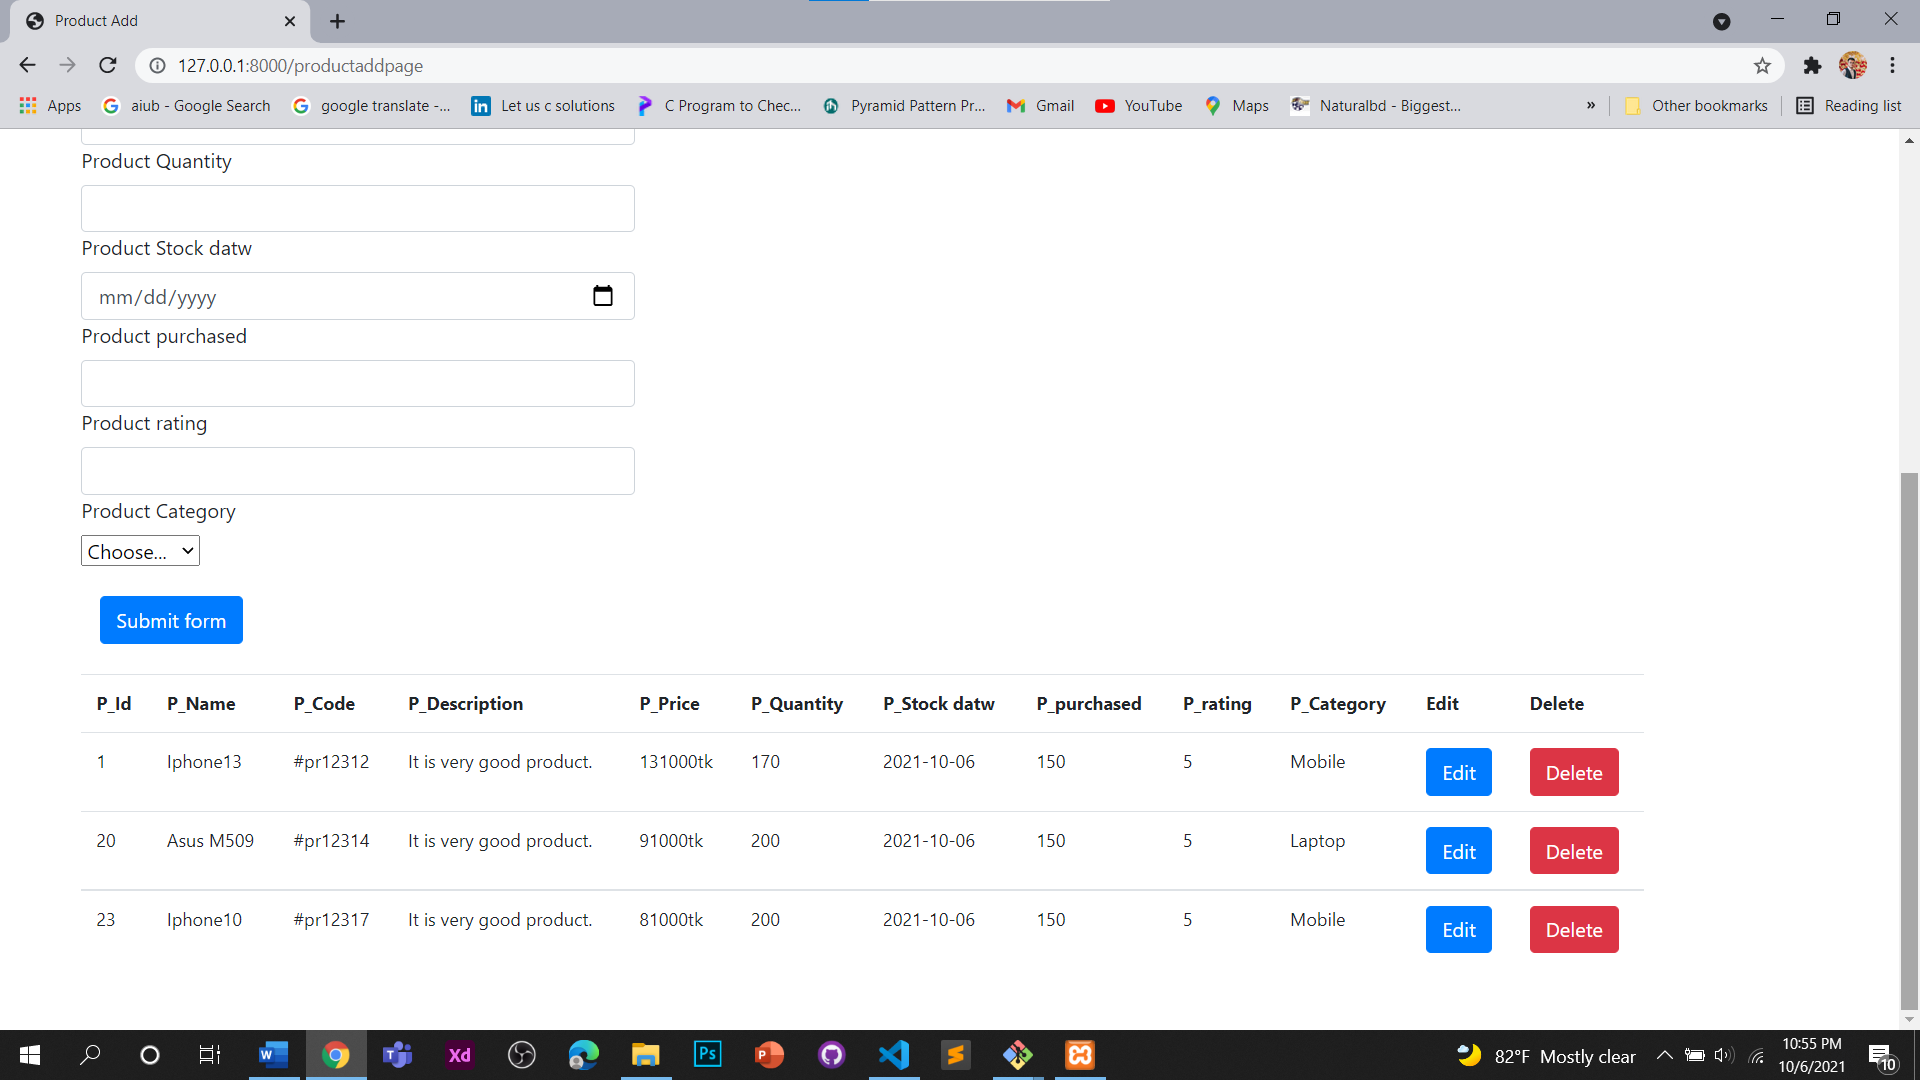 Product Add
127.0.0.1:8000/productaddpage
Apps aiub - Google Search google translate -... Let us c solutions C Program to Chec... Pyramid Pattern Pr... Gmail YouTube Maps Naturalbd - Biggest... » Other bookmarks Reading list
Product Quantity
Product Stock datw
mm/dd/yyyy
Product purchased
Product rating
Product Category
Choose...
Submit form
P_Id P_Name P_Code P_Description P_Price P_Quantity P_Stock datw P_purchased P_rating P_Category Edit Delete
1 Iphone13 #pr12312 It is very good product. 131000tk 170 2021-10-06 150 5 Mobile Edit Delete
20 Asus M509 #pr12314 It is very good product. 91000tk 200 2021-10-06 150 5 Laptop Edit Delete
23 Iphone10 #pr12317 It is very good product. 81000tk 200 2021-10-06 150 5 Mobile Edit Delete
82°F Mostly clear
10:55 PM
10/6/2021
10